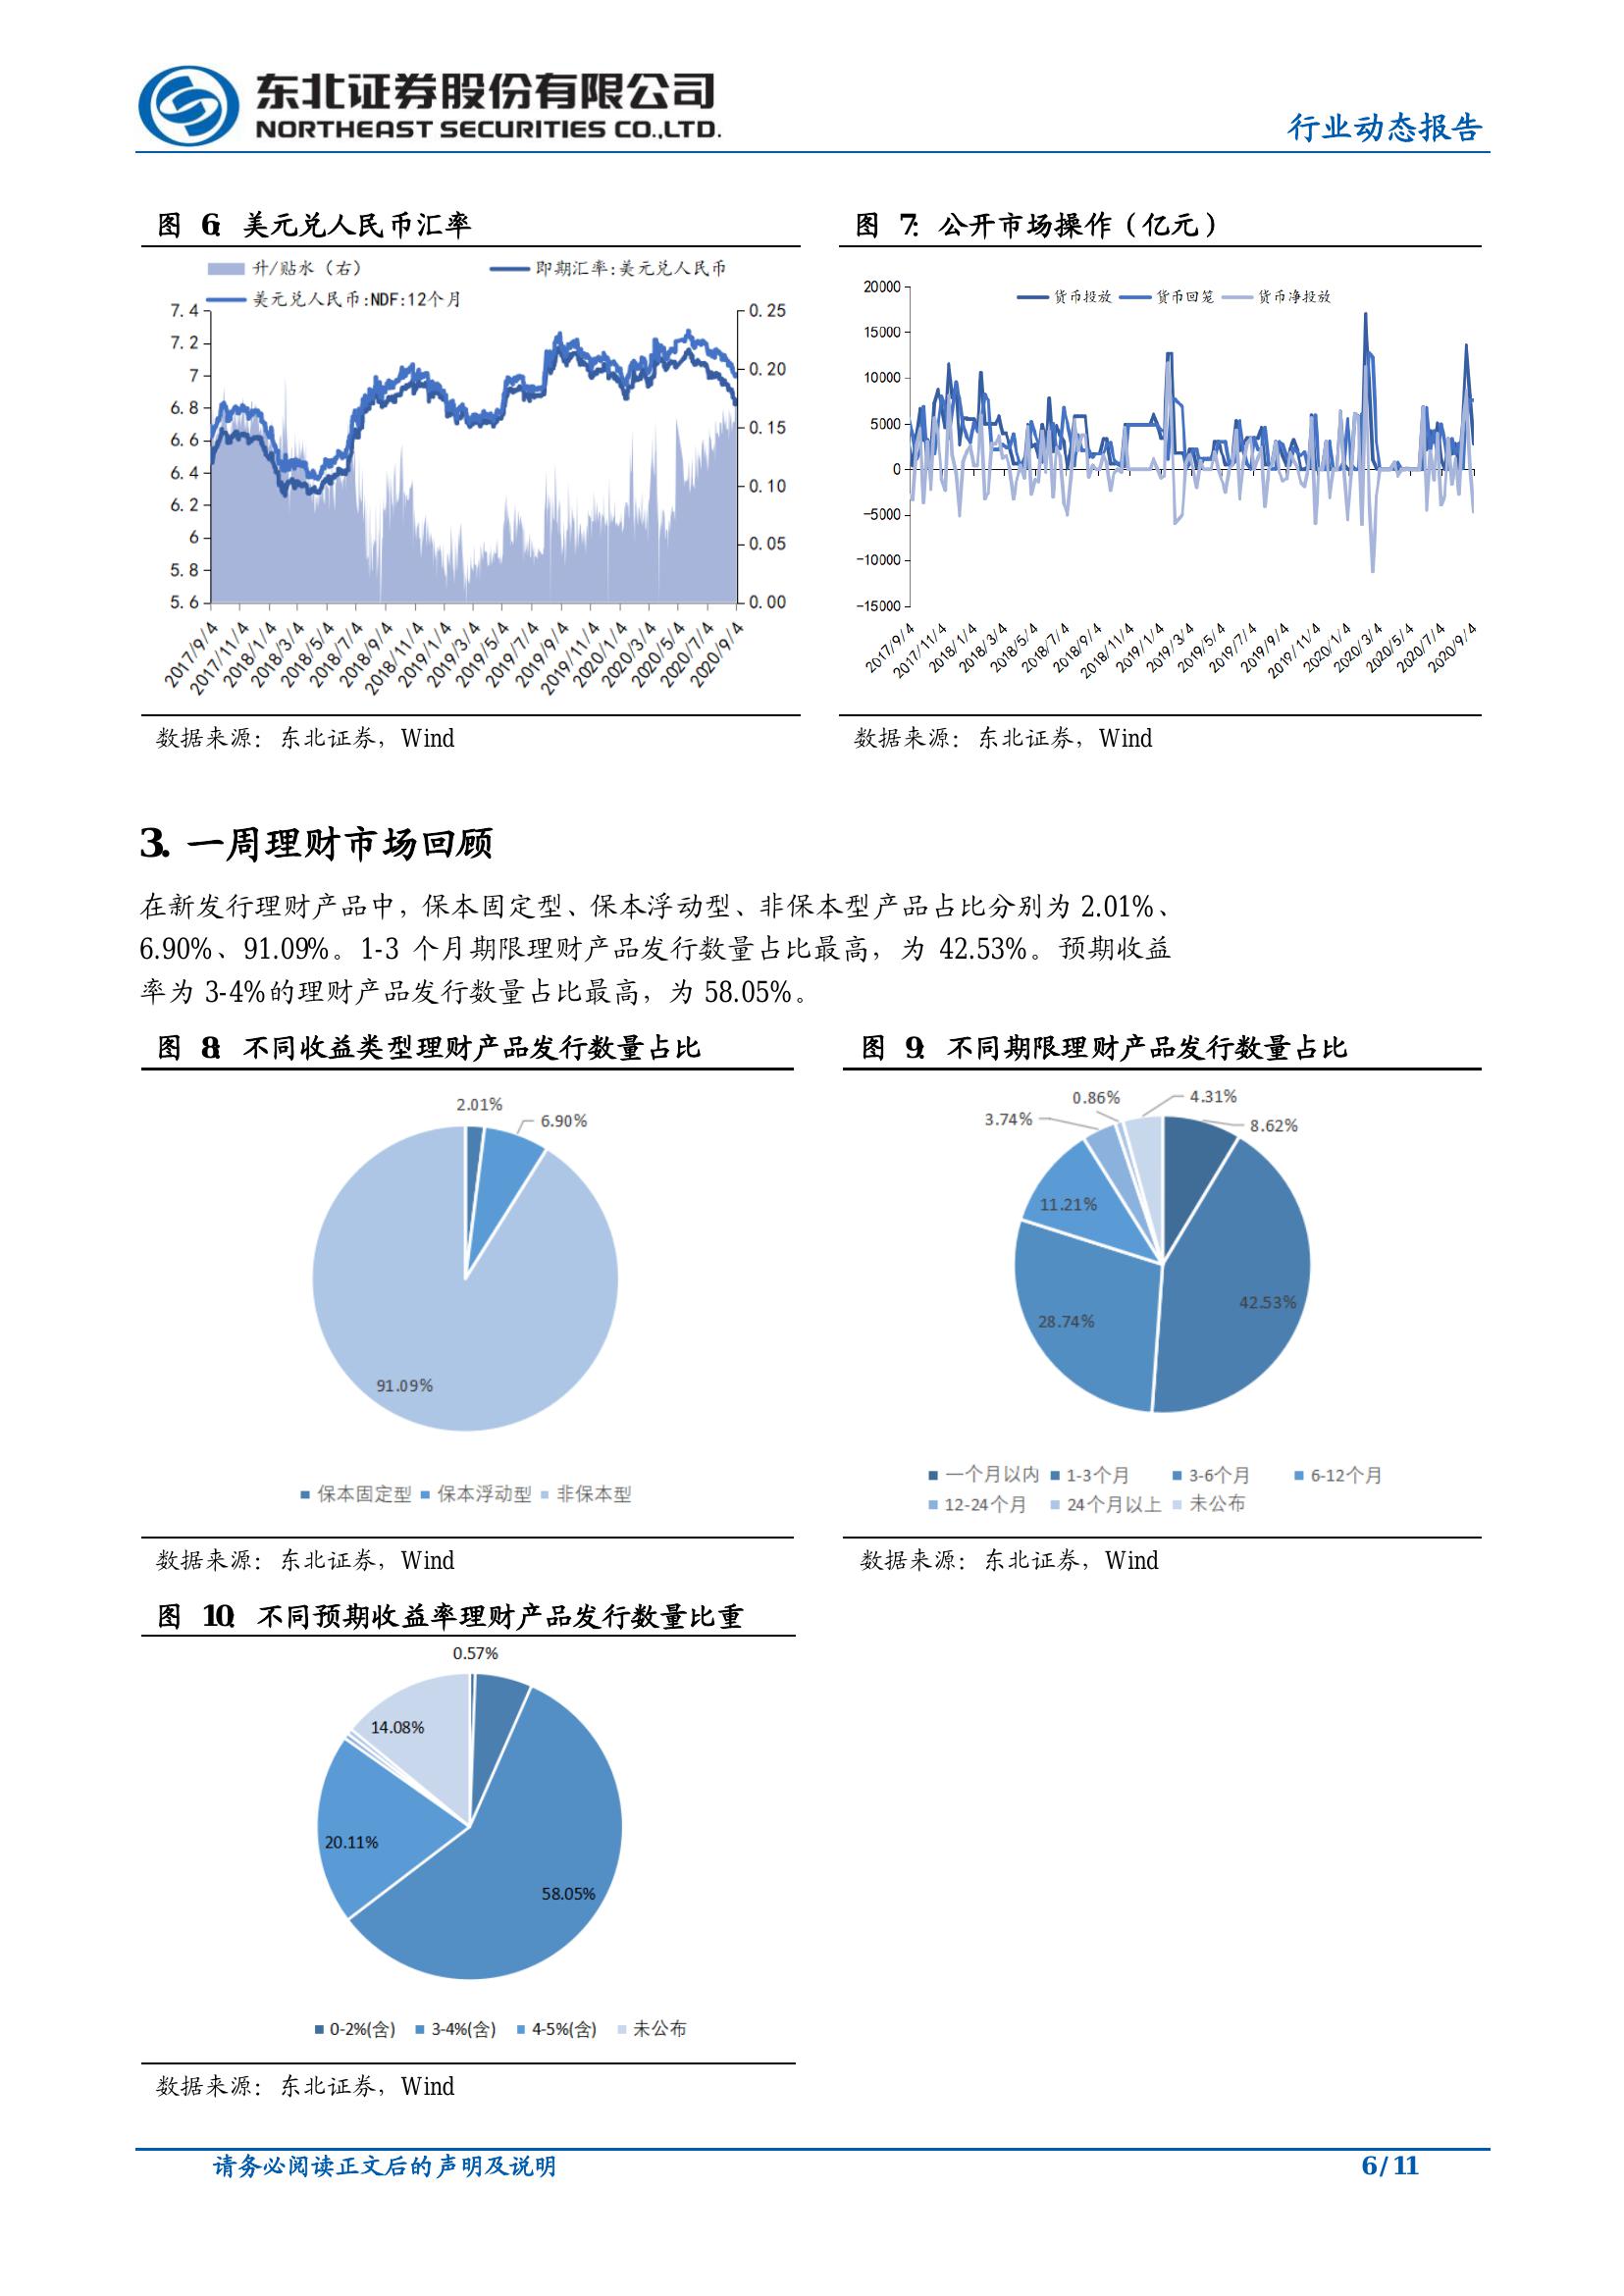 东北证券股份有限公司
NORTHEAST SECURITIES CO.,LTD.
行业动态报告
图 6: 美元兑人民币汇率
升/贴水（右）
即期汇率:美元兑人民币
美元兑人民币:NDF:12个月
7.4
7.2
7
6.8
6.6
6.4
6.2
6
5.8
5.6
0.25
0.20
0.15
0.10
0.05
0.00
2017/9/4
2017/11/4
2018/1/4
2018/3/4
2018/5/4
2018/7/4
2018/9/4
2018/11/4
2019/1/4
2019/3/4
2019/5/4
2019/7/4
2019/9/4
2019/11/4
2020/1/4
2020/3/4
2020/5/4
2020/7/4
2020/9/4
数据来源：东北证券，Wind
图 7: 公开市场操作（亿元）
货币投放 货币回笼 货币净投放
20000
15000
10000
5000
0
-5000
-10000
-15000
2017/9/4
2017/11/4
2018/1/4
2018/3/4
2018/5/4
2018/7/4
2018/9/4
2018/11/4
2019/1/4
2019/3/4
2019/5/4
2019/7/4
2019/9/4
2019/11/4
2020/1/4
2020/3/4
2020/5/4
2020/7/4
2020/9/4
数据来源：东北证券，Wind
3. 一周理财市场回顾
在新发行理财产品中，保本固定型、保本浮动型、非保本型产品占比分别为 2.01%、
6.90%、91.09%。1-3 个月期限理财产品发行数量占比最高，为 42.53%。预期收益
率为 3-4%的理财产品发行数量占比最高，为 58.05%。
图 8: 不同收益类型理财产品发行数量占比
2.01%
6.90%
91.09%
保本固定型 保本浮动型 非保本型
数据来源：东北证券，Wind
图 9: 不同期限理财产品发行数量占比
0.86%
4.31%
3.74%
8.62%
11.21%
42.53%
28.74%
一个月以内 1-3个月 3-6个月 6-12个月
12-24个月 24个月以上 未公布
数据来源：东北证券，Wind
图 10: 不同预期收益率理财产品发行数量比重
0.57%
14.08%
20.11%
58.05%
0-2%(含) 3-4%(含) 4-5%(含) 未公布
数据来源：东北证券，Wind
请务必阅读正文后的声明及说明
6 / 11